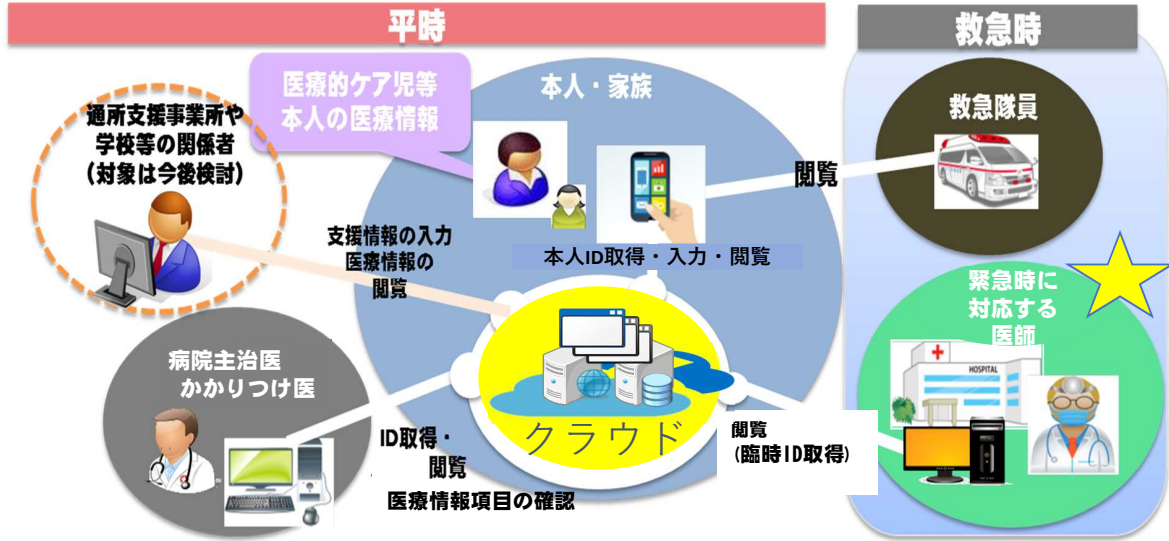 平時
救急時
医療的ケア児等
本人の医療情報
本人・家族
通所支援事業所や
学校等の関係者
(対象は今後検討)
救急隊員
閲覧
支援情報の入力
医療情報の
閲覧
本人ID取得・入力・閲覧
緊急時に
対応する
医師
HOSPITAL
病院主治医
かかりつけ医
クラウド
ID取得・
閲覧
医療情報項目の確認
閲覧
(臨時ID取得)